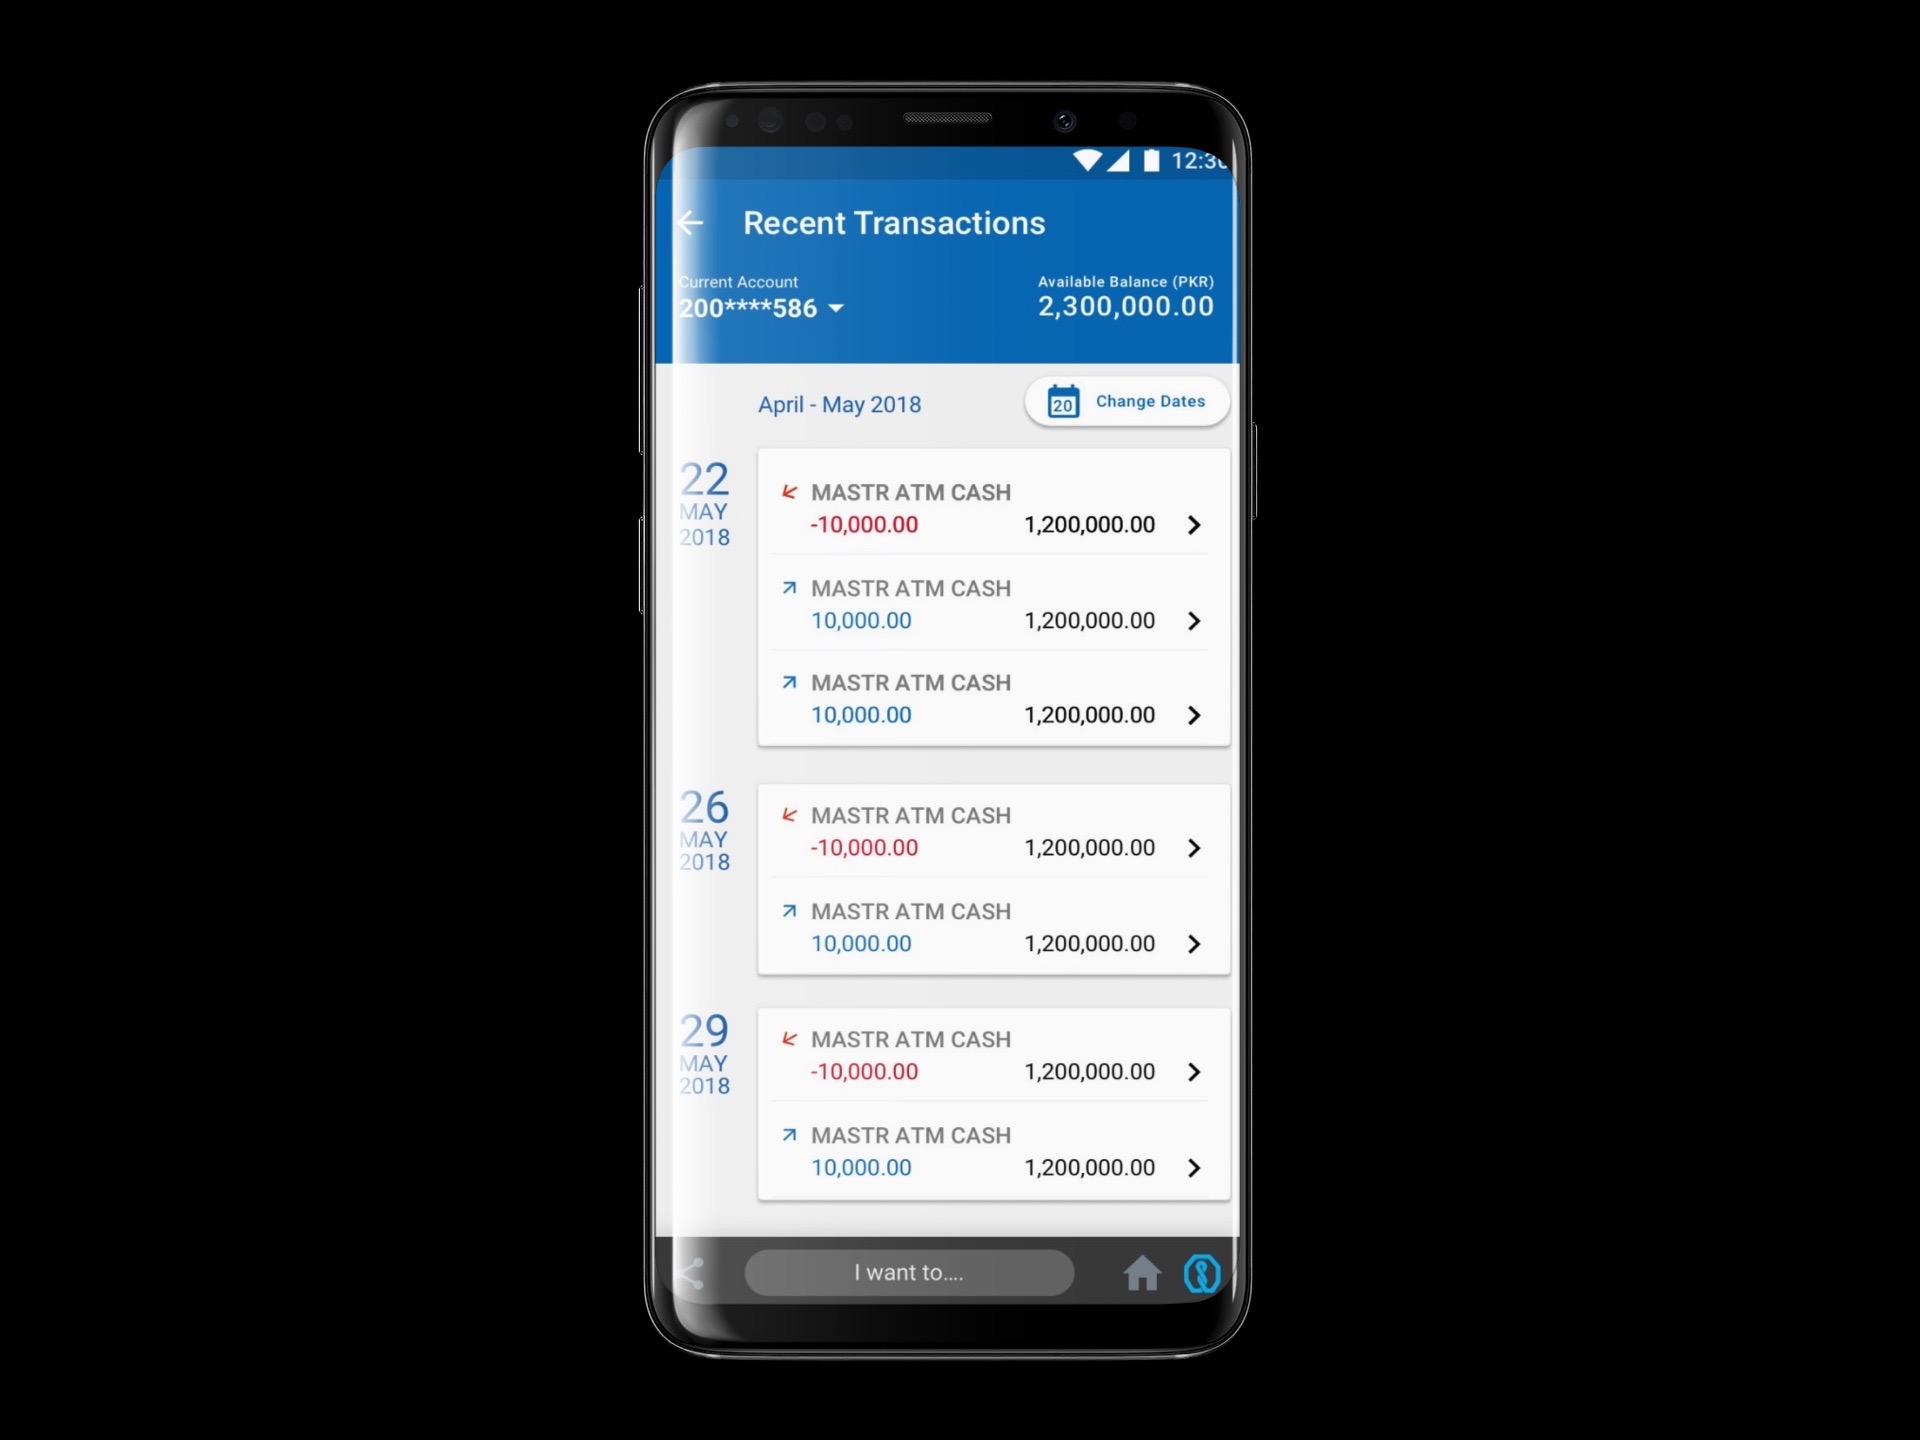 12:30
Recent Transactions
Current Account
200****586
Available Balance (PKR)
2,300,000.00
April - May 2018
20
Change Dates
22
MAY
2018
MASTR ATM CASH
-10,000.00 1,200,000.00
MASTR ATM CASH
10,000.00 1,200,000.00
MASTR ATM CASH
10,000.00 1,200,000.00
26
MAY
2018
MASTR ATM CASH
-10,000.00 1,200,000.00
MASTR ATM CASH
10,000.00 1,200,000.00
29
MAY
2018
MASTR ATM CASH
-10,000.00 1,200,000.00
MASTR ATM CASH
10,000.00 1,200,000.00
I want to....